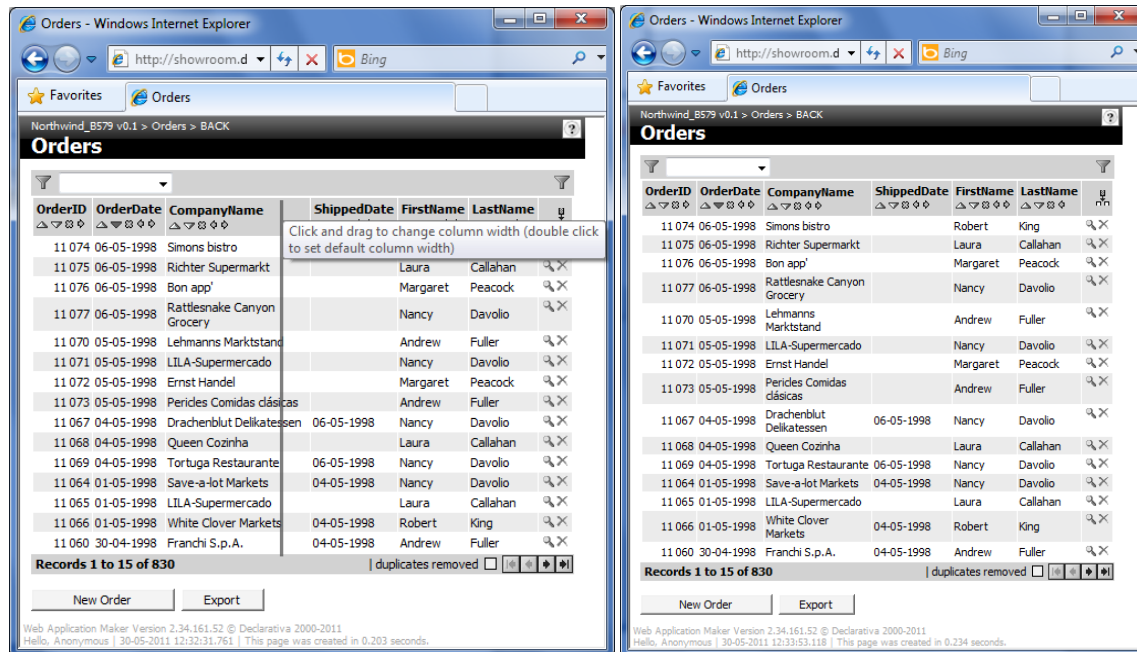 Orders - Windows Internet Explorer
http://showroom.d
Bing
Favorites
Orders
Northwind_B579 v0.1 > Orders > BACK
?
Orders
OrderID OrderDate CompanyName ShippedDate FirstName LastName
Click and drag to change column width (double click
to set default column width)
11 074 06-05-1998 Simons bistro
11 075 06-05-1998 Richter Supermarkt Laura Callahan
11 076 06-05-1998 Bon app' Margaret Peacock
11 077 06-05-1998 Rattlesnake Canyon Grocery Nancy Davolio
11 070 05-05-1998 Lehmanns Marktstand Andrew Fuller
11 071 05-05-1998 LILA-Supermercado Nancy Davolio
11 072 05-05-1998 Ernst Handel Margaret Peacock
11 073 05-05-1998 Pericles Comidas clásicas Andrew Fuller
11 067 04-05-1998 Drachenblut Delikatessen 06-05-1998 Nancy Davolio
11 068 04-05-1998 Queen Cozinha Laura Callahan
11 069 04-05-1998 Tortuga Restaurante 06-05-1998 Nancy Davolio
11 064 01-05-1998 Save-a-lot Markets 04-05-1998 Nancy Davolio
11 065 01-05-1998 LILA-Supermercado Laura Callahan
11 066 01-05-1998 White Clover Markets 04-05-1998 Robert King
11 060 30-04-1998 Franchi S.p.A. 04-05-1998 Andrew Fuller
Records 1 to 15 of 830 | duplicates removed
New Order Export
Web Application Maker Version 2.34.161.52 © Declarativa 2000-2011
Hello, Anonymous | 30-05-2011 12:32:31.761 | This page was created in 0.203 seconds.
Orders - Windows Internet Explorer
http://showroom.d
Bing
Favorites
Orders
Northwind_B579 v0.1 > Orders > BACK
?
Orders
OrderID OrderDate CompanyName ShippedDate FirstName LastName
11 074 06-05-1998 Simons bistro Robert King
11 075 06-05-1998 Richter Supermarkt Laura Callahan
11 076 06-05-1998 Bon app' Margaret Peacock
11 077 06-05-1998 Rattlesnake Canyon Grocery Nancy Davolio
11 070 05-05-1998 Lehmanns Marktstand Andrew Fuller
11 071 05-05-1998 LILA-Supermercado Nancy Davolio
11 072 05-05-1998 Ernst Handel Margaret Peacock
11 073 05-05-1998 Pericles Comidas clásicas Andrew Fuller
11 067 04-05-1998 Drachenblut Delikatessen 06-05-1998 Nancy Davolio
11 068 04-05-1998 Queen Cozinha Laura Callahan
11 069 04-05-1998 Tortuga Restaurante 06-05-1998 Nancy Davolio
11 064 01-05-1998 Save-a-lot Markets 04-05-1998 Nancy Davolio
11 065 01-05-1998 LILA-Supermercado Laura Callahan
11 066 01-05-1998 White Clover Markets 04-05-1998 Robert King
11 060 30-04-1998 Franchi S.p.A. 04-05-1998 Andrew Fuller
Records 1 to 15 of 830 | duplicates removed
New Order Export
Web Application Maker Version 2.34.161.52 © Declarativa 2000-2011
Hello, Anonymous | 30-05-2011 12:33:53.118 | This page was created in 0.234 seconds.